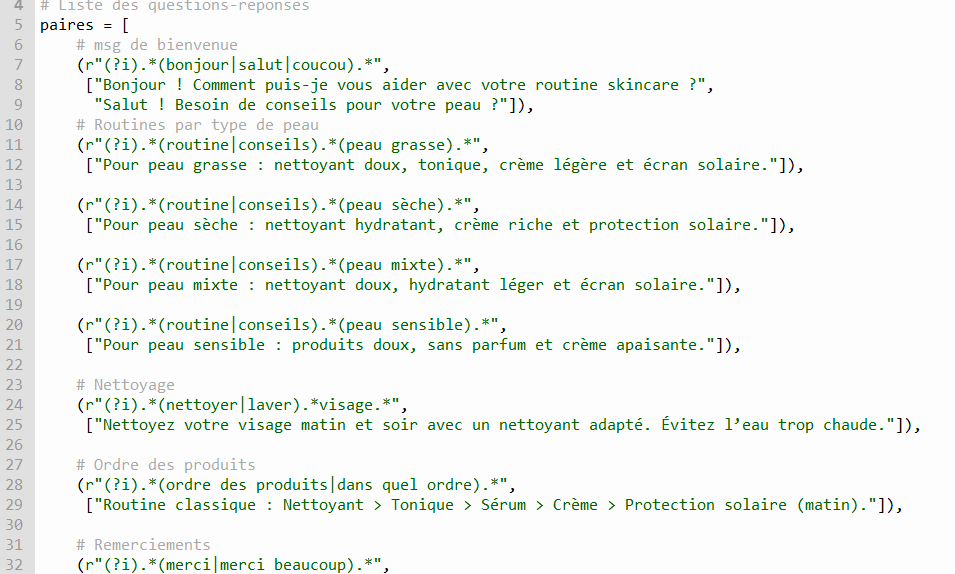 4 # Liste des questions-réponses
5 paires = [
6 # msg de bienvenue
7 (r"(?i).*(bonjour|salut|coucou).*",
8 ["Bonjour ! Comment puis-je vous aider avec votre routine skincare ?",
9 "Salut ! Besoin de conseils pour votre peau ?"]),
10 # Routines par type de peau
11 (r"(?i).*(routine|conseils).*(peau grasse).*",
12 ["Pour peau grasse : nettoyant doux, tonique, crème légère et écran solaire."]),
13
14 (r"(?i).*(routine|conseils).*(peau sèche).*",
15 ["Pour peau sèche : nettoyant hydratant, crème riche et protection solaire."]),
16
17 (r"(?i).*(routine|conseils).*(peau mixte).*",
18 ["Pour peau mixte : nettoyant doux, hydratant léger et écran solaire."]),
19
20 (r"(?i).*(routine|conseils).*(peau sensible).*",
21 ["Pour peau sensible : produits doux, sans parfum et crème apaisante."]),
22
23 # Nettoyage
24 (r"(?i).*(nettoyer|laver).*visage.*",
25 ["Nettoyez votre visage matin et soir avec un nettoyant adapté. Évitez l’eau trop chaude."]),
26
27 # Ordre des produits
28 (r"(?i).*(ordre des produits|dans quel ordre).*",
29 ["Routine classique : Nettoyant > Tonique > Sérum > Crème > Protection solaire (matin)."]),
30
31 # Remerciements
32 (r"(?i).*(merci|merci beaucoup).*",